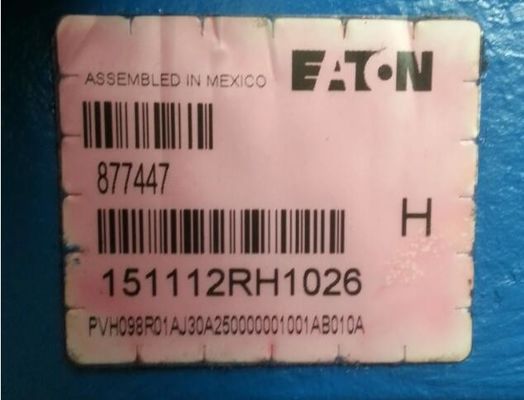 ASSEMBLED IN MEXICO
EATON
877447
H
151112RH1026
PVH098R01AJ30A250000001001AB010A